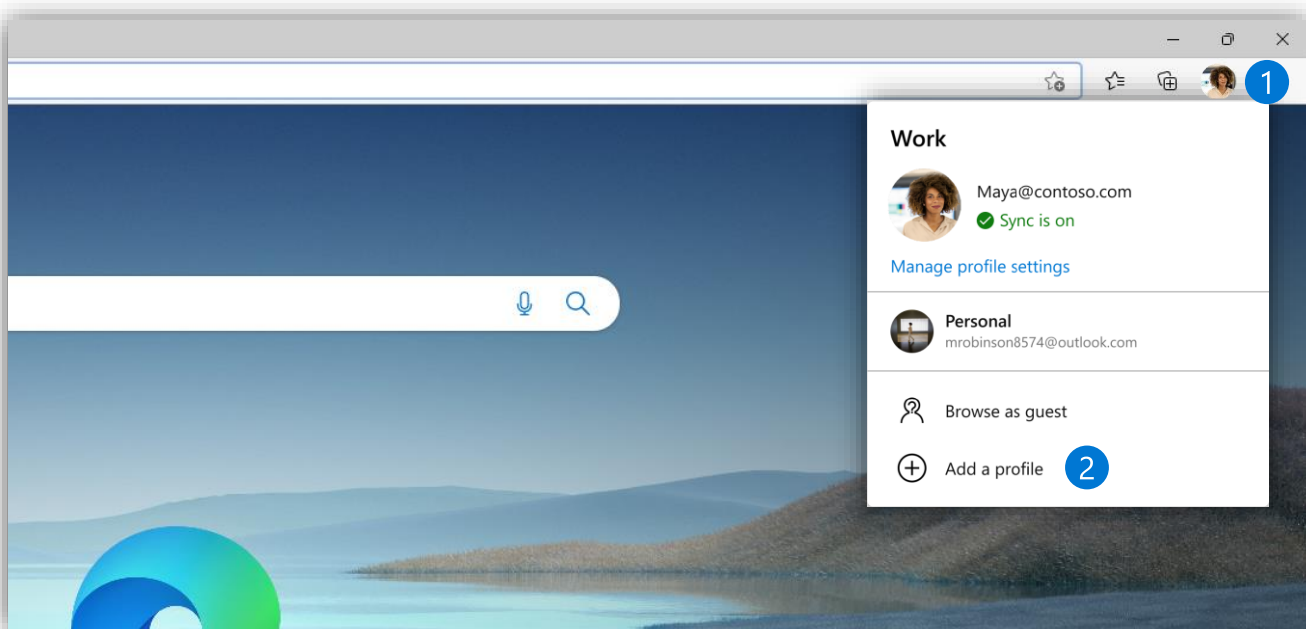 1
Work
Maya@contoso.com
Sync is on
Manage profile settings
Personal
mrobinson8574@outlook.com
Browse as guest
Add a profile 2